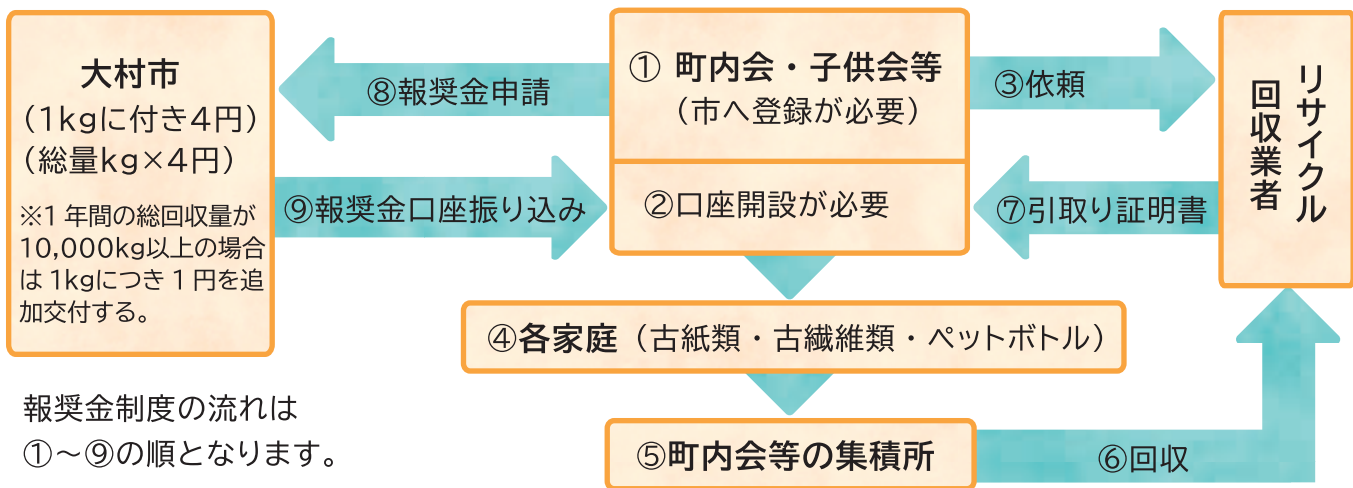 大村市
（1kgに付き4円）
（総量kg×4円）
※1年間の総回収量が
10,000kg以上の場合
は1kgにつき1円を追
加交付する。
⑧報奨金申請
⑨報奨金口座振り込み
① 町内会・子供会等
（市へ登録が必要）
②口座開設が必要
③依頼
⑦引取り証明書
リサイクル
回収業者
④各家庭（古紙類・古繊維類・ペットボトル）
⑤町内会等の集積所
⑥回収
報奨金制度の流れは
①～⑨の順となります。